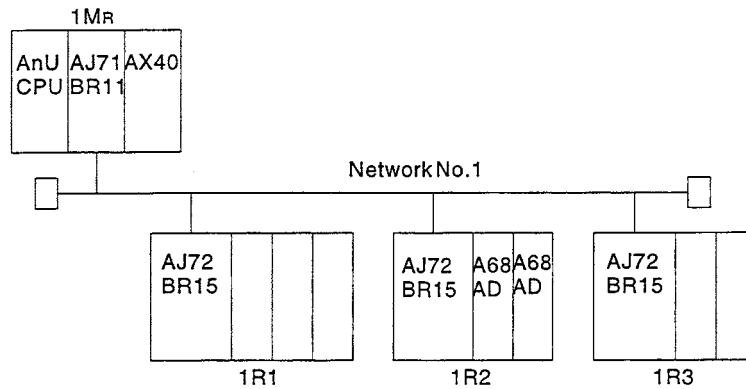 1MR
AnU AJ71 AX40
CPU BR11
Network No.1
AJ72
BR15
AJ72 A68 A68
BR15 AD AD
AJ72
BR15
1R1 1R2 1R3